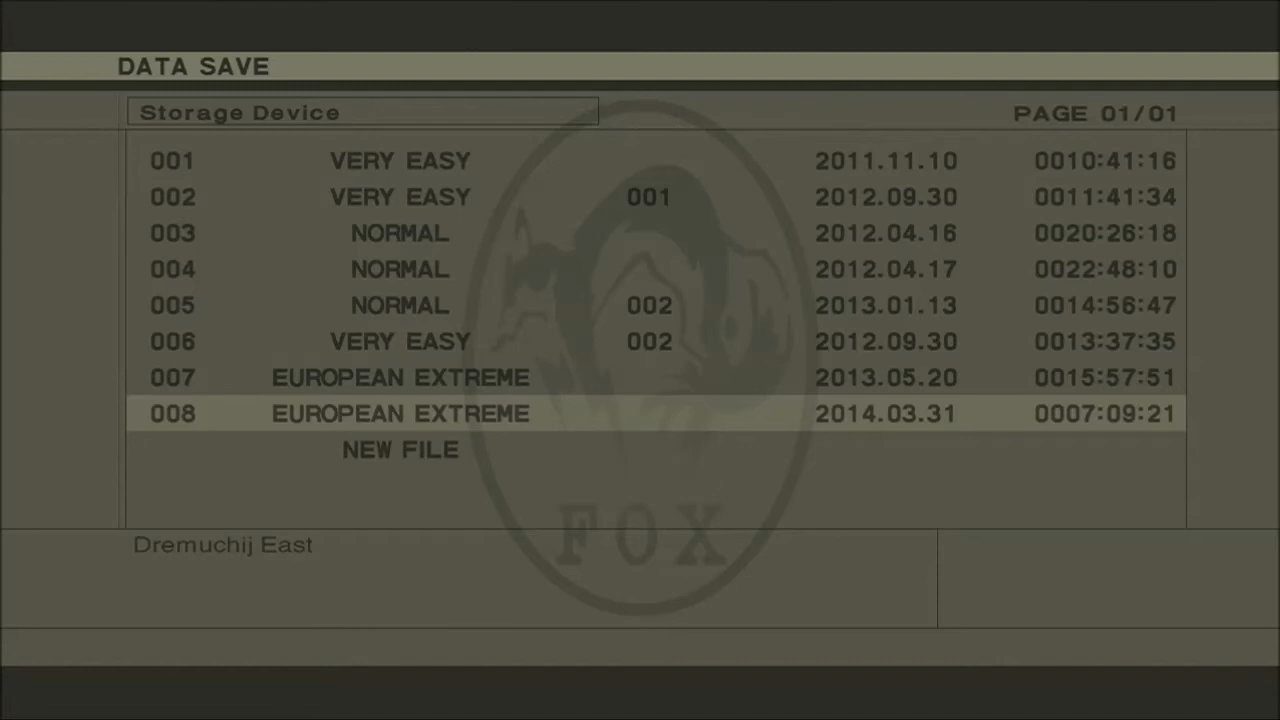 DATA SAVE
Storage Device PAGE 01/01
001 VERY EASY 2011.11.10 0010:41:16
002 VERY EASY 001 2012.09.30 0011:41:34
003 NORMAL 2012.04.16 0020:26:18
004 NORMAL 2012.04.17 0022:48:10
005 NORMAL 002 2013.01.13 0014:56:47
006 VERY EASY 002 2012.09.30 0013:37:35
007 EUROPEAN EXTREME 2013.05.20 0015:57:51
008 EUROPEAN EXTREME 2014.03.31 0007:09:21
NEW FILE
FOX
Dremuchij East